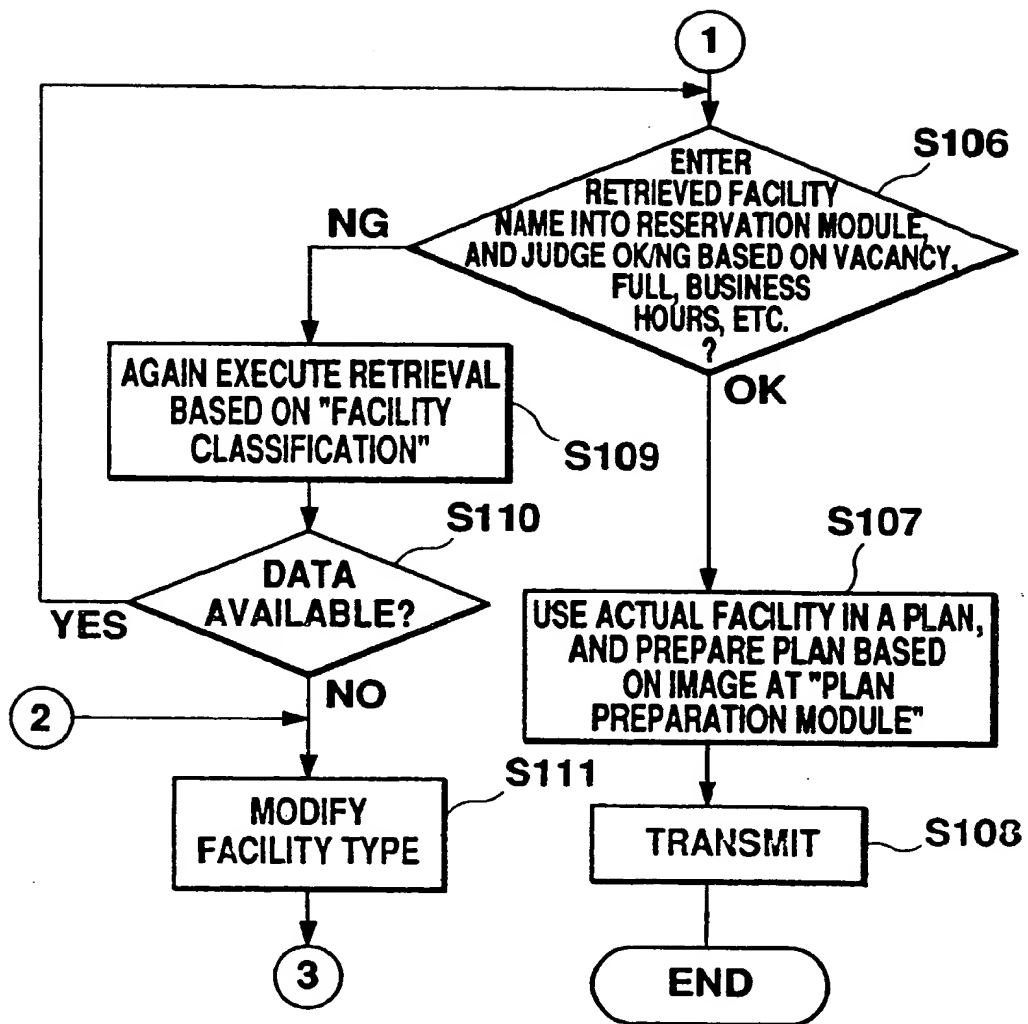 1
S106
ENTER
RETRIEVED FACILITY
NAME INTO RESERVATION MODULE,
AND JUDGE OK/NG BASED ON VACANCY,
FULL, BUSINESS
HOURS, ETC.
?
NG
OK
AGAIN EXECUTE RETRIEVAL
BASED ON "FACILITY
CLASSIFICATION"
S109
S110
DATA
AVAILABLE?
YES
NO
2
S107
USE ACTUAL FACILITY IN A PLAN,
AND PREPARE PLAN BASED
ON IMAGE AT "PLAN
PREPARATION MODULE"
S111
MODIFY
FACILITY TYPE
TRANSMIT
S108
3
END